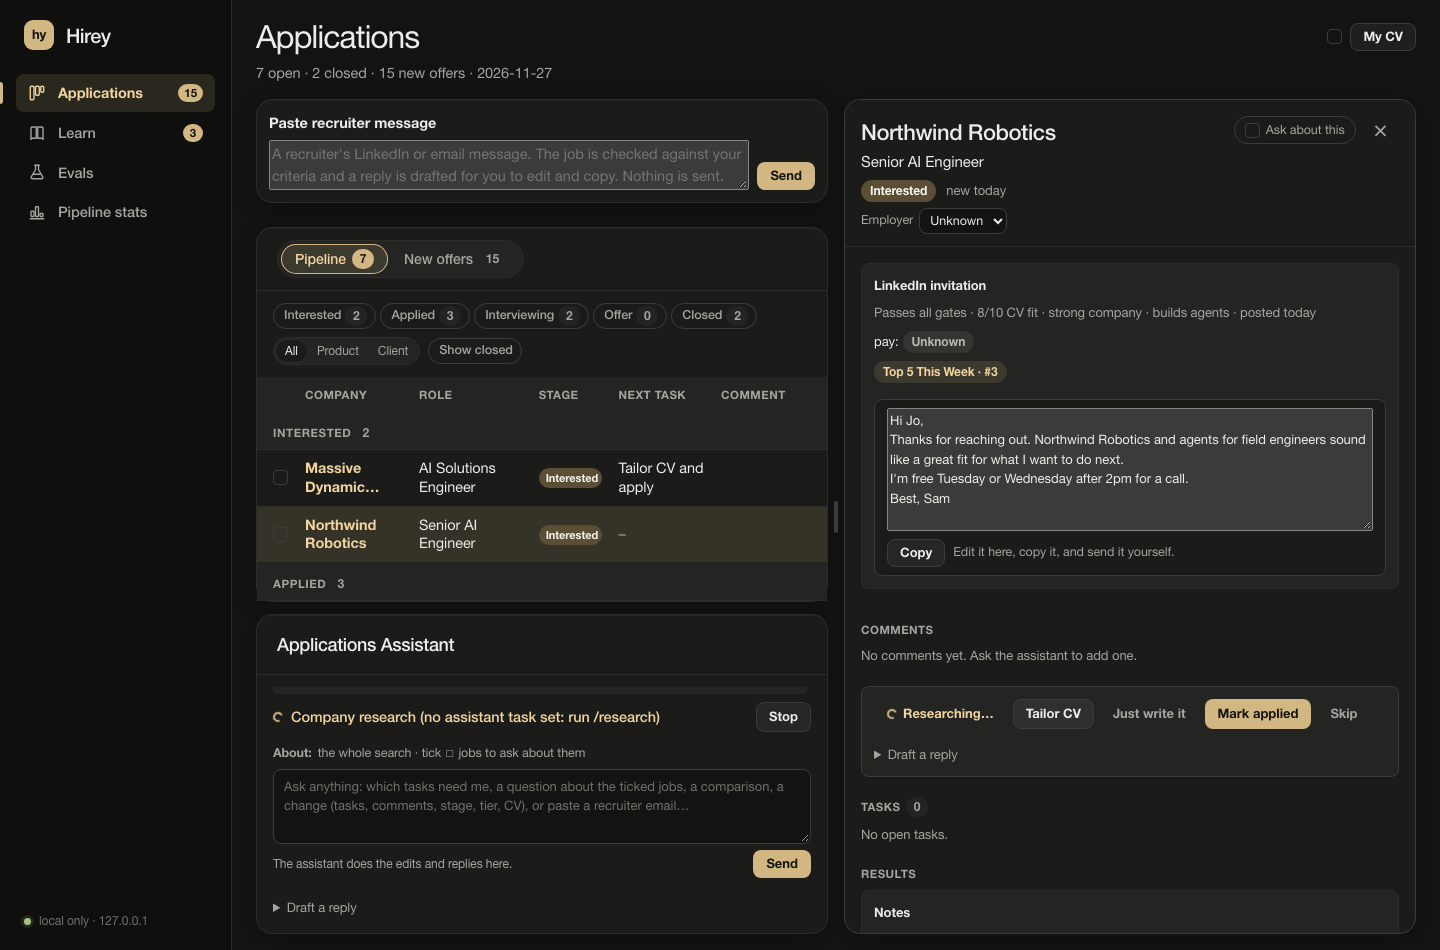 hy Hirey
Applications 15
Learn 3
Evals
Pipeline stats
local only · 127.0.0.1
Applications
7 open · 2 closed · 15 new offers · 2026-11-27
My CV
Paste recruiter message
A recruiter's LinkedIn or email message. The job is checked against your
criteria and a reply is drafted for you to edit and copy. Nothing is sent.
Send
Pipeline 7 New offers 15
Interested 2 Applied 3 Interviewing 2 Offer 0 Closed 2
All Product Client Show closed
COMPANY ROLE STAGE NEXT TASK COMMENT
INTERESTED 2
Massive Dynamic… AI Solutions Engineer Interested Tailor CV and apply
Northwind Robotics Senior AI Engineer Interested –
APPLIED 3
Applications Assistant
Company research (no assistant task set: run /research) Stop
About: the whole search · tick □ jobs to ask about them
Ask anything: which tasks need me, a question about the ticked jobs, a comparison, a
change (tasks, comments, stage, tier, CV), or paste a recruiter email…
The assistant does the edits and replies here. Send
▶ Draft a reply
Northwind Robotics
Ask about this ×
Senior AI Engineer
Interested new today
Employer Unknown
LinkedIn invitation
Passes all gates · 8/10 CV fit · strong company · builds agents · posted today
pay: Unknown
Top 5 This Week · #3
Hi Jo,
Thanks for reaching out. Northwind Robotics and agents for field engineers sound
like a great fit for what I want to do next.
I'm free Tuesday or Wednesday after 2pm for a call.
Best, Sam
Copy Edit it here, copy it, and send it yourself.
COMMENTS
No comments yet. Ask the assistant to add one.
Researching… Tailor CV Just write it Mark applied Skip
▶ Draft a reply
TASKS 0
No open tasks.
RESULTS
Notes